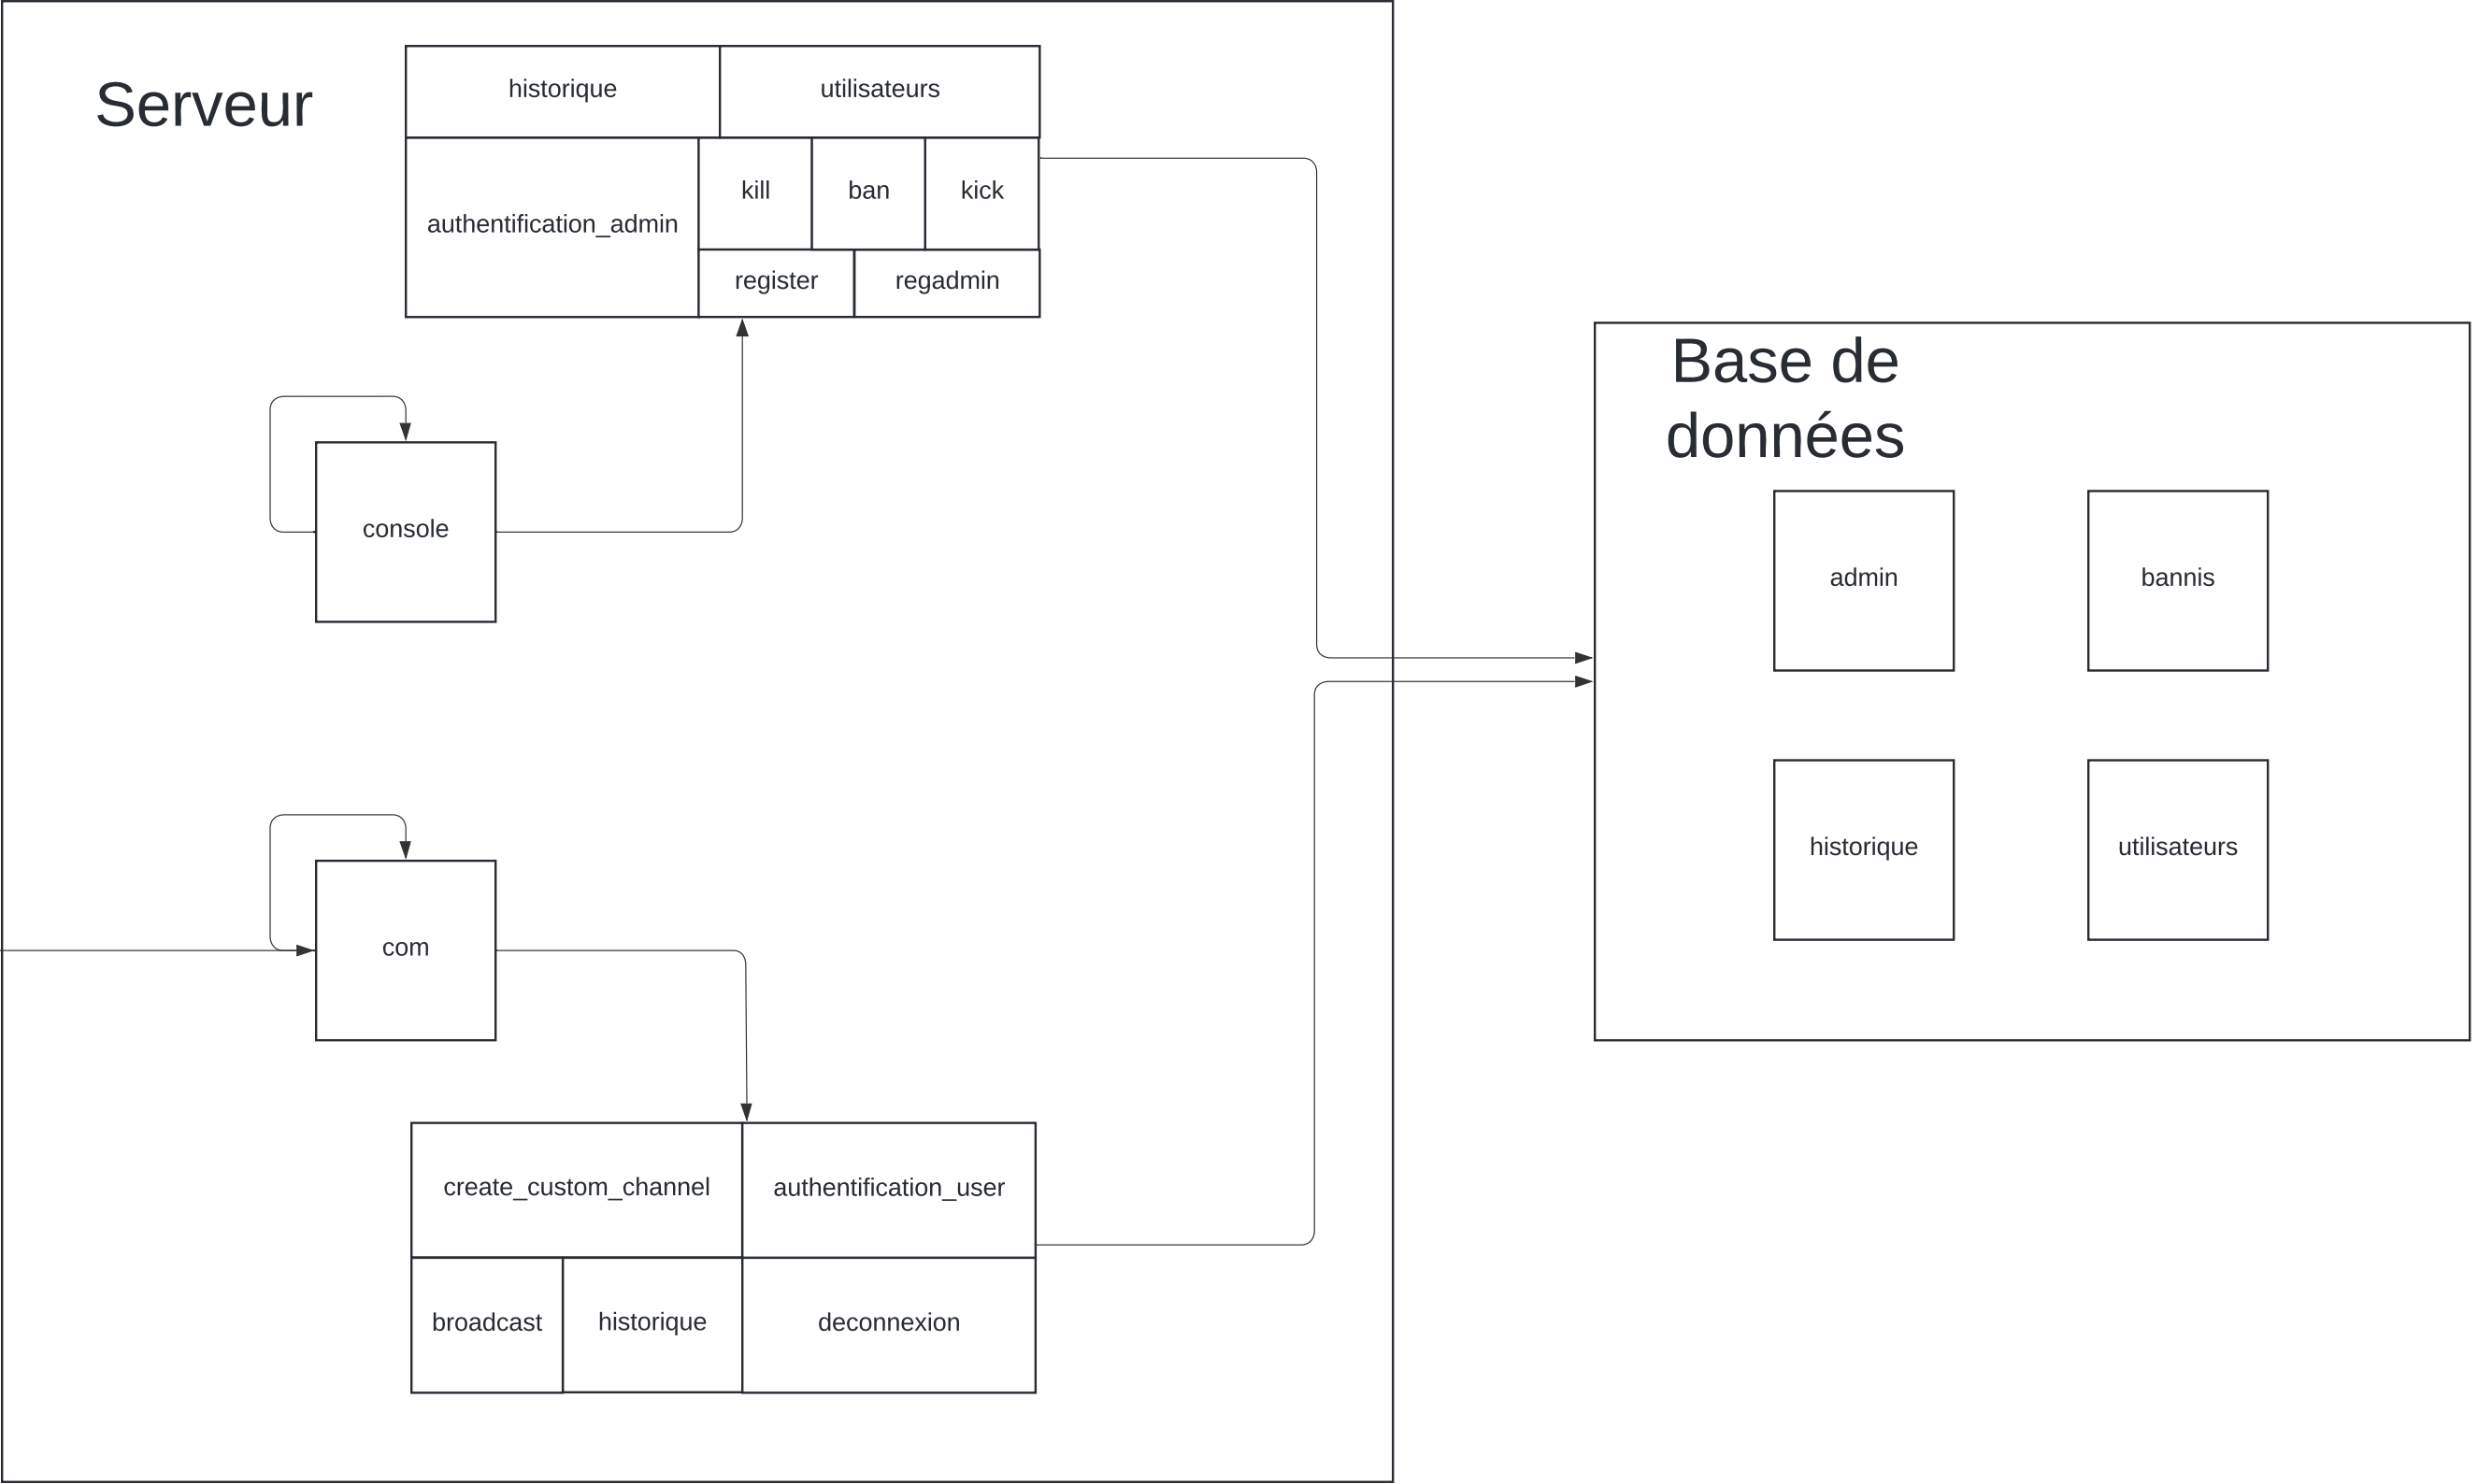 Serveur
historique
utilisateurs
authentification_admin
kill
ban
kick
register
regadmin
console
com
create_custom_channel
authentification_user
broadcast
historique
deconnexion
Base de
données
admin
bannis
historique
utilisateurs